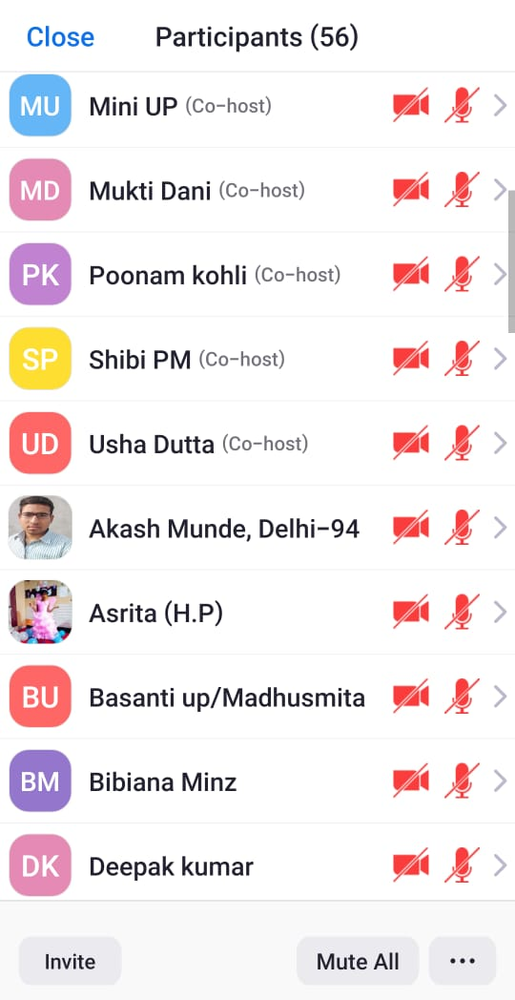 Close Participants (56)
MU Mini UP (Co-host)
MD Mukti Dani (Co-host)
PK Poonam kohli (Co-host)
SP Shibi PM (Co-host)
UD Usha Dutta (Co-host)
Akash Munde, Delhi-94
Asrita (H.P)
BU Basanti up/Madhusmita
BM Bibiana Minz
DK Deepak kumar
Invite Mute All ...